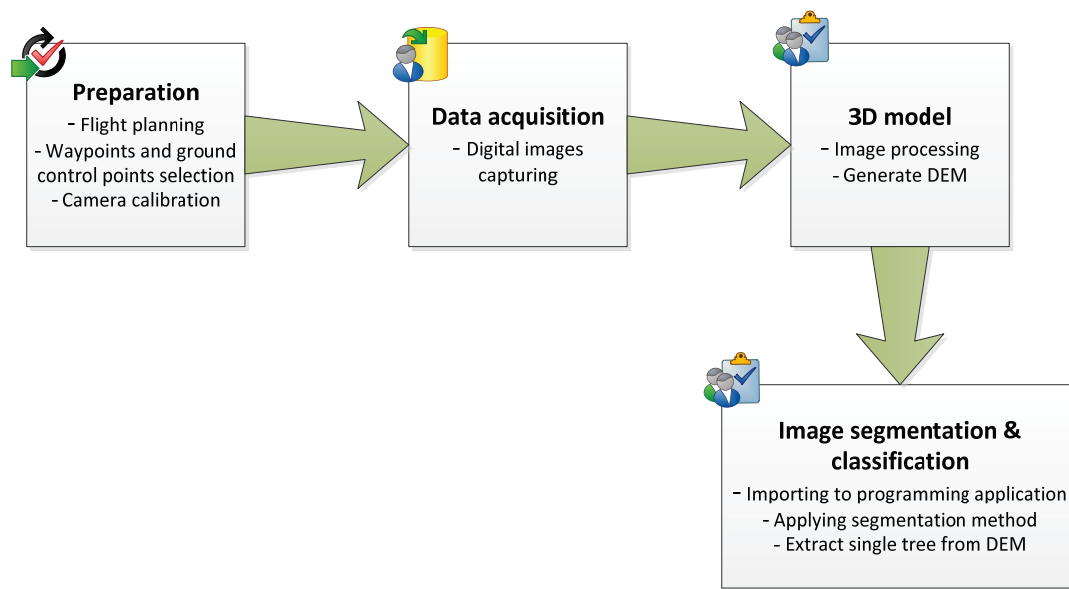 Preparation
- Flight planning
- Waypoints and ground
control points selection
- Camera calibration
Data acquisition
- Digital images
capturing
3D model
- Image processing
- Generate DEM
Image segmentation &
classification
- Importing to programming application
- Applying segmentation method
- Extract single tree from DEM